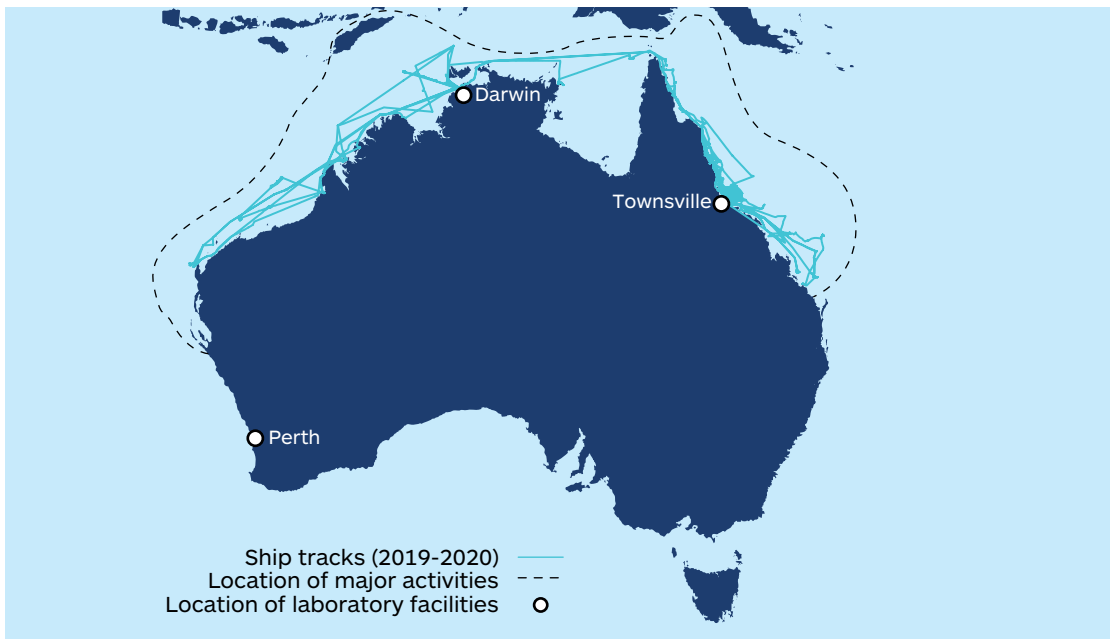 Darwin
Townsville
Perth
Ship tracks (2019-2020)
Location of major activities
Location of laboratory facilities